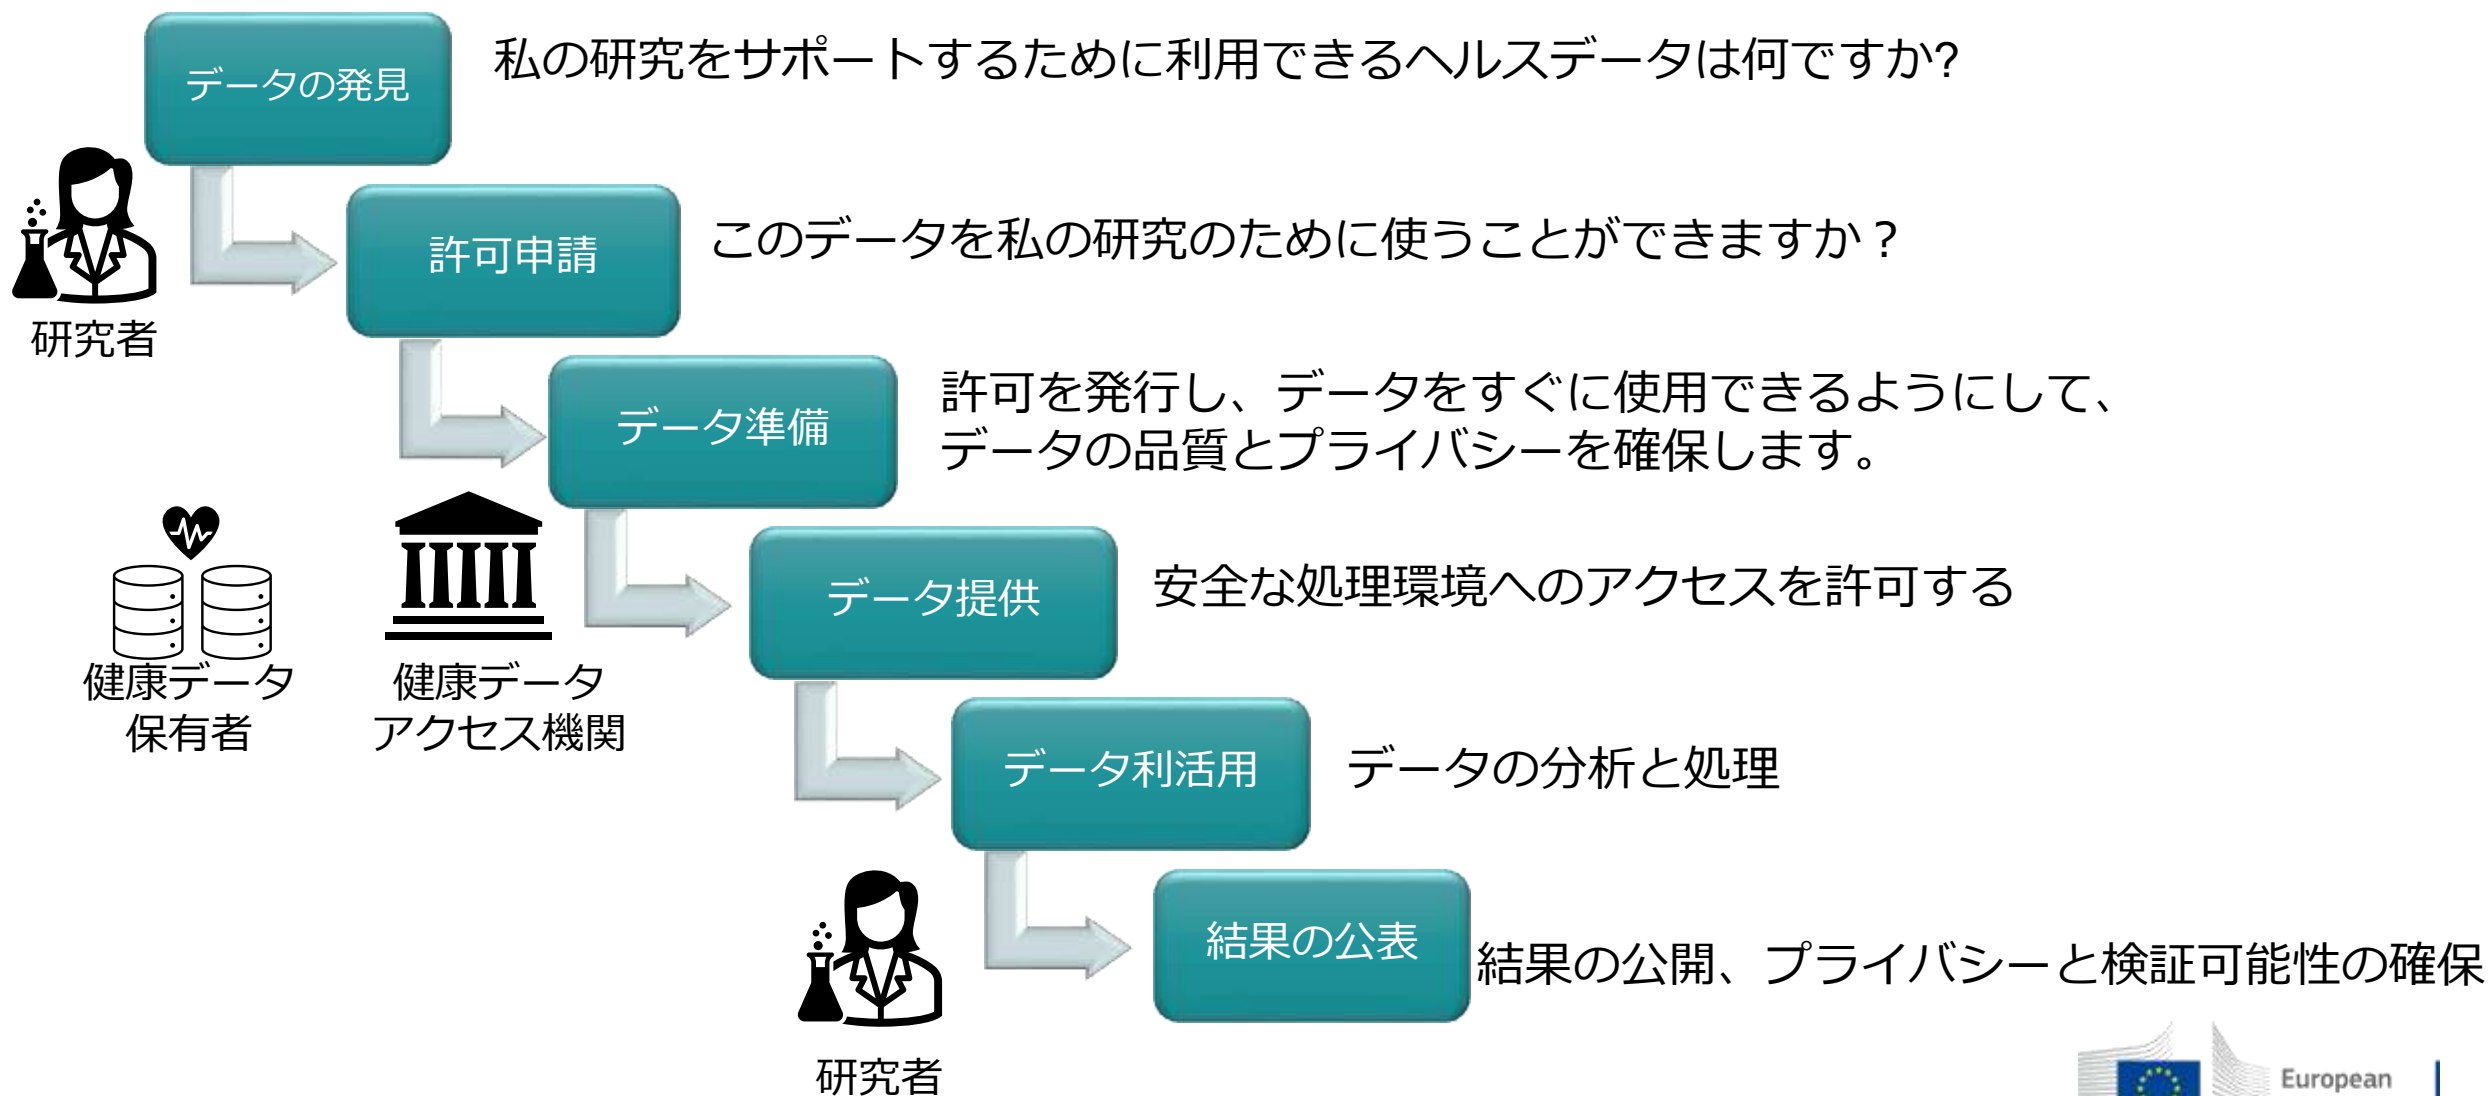 データの発見
私の研究をサポートするために利用できるヘルスデータは何ですか?
研究者
許可申請
このデータを私の研究のために使うことができますか？
データ準備
許可を発行し、データをすぐに使用できるようにして、
データの品質とプライバシーを確保します。
健康データ
保有者
健康データ
アクセス機関
データ提供
安全な処理環境へのアクセスを許可する
データ利活用
データの分析と処理
研究者
結果の公表
結果の公開、プライバシーと検証可能性の確保
European